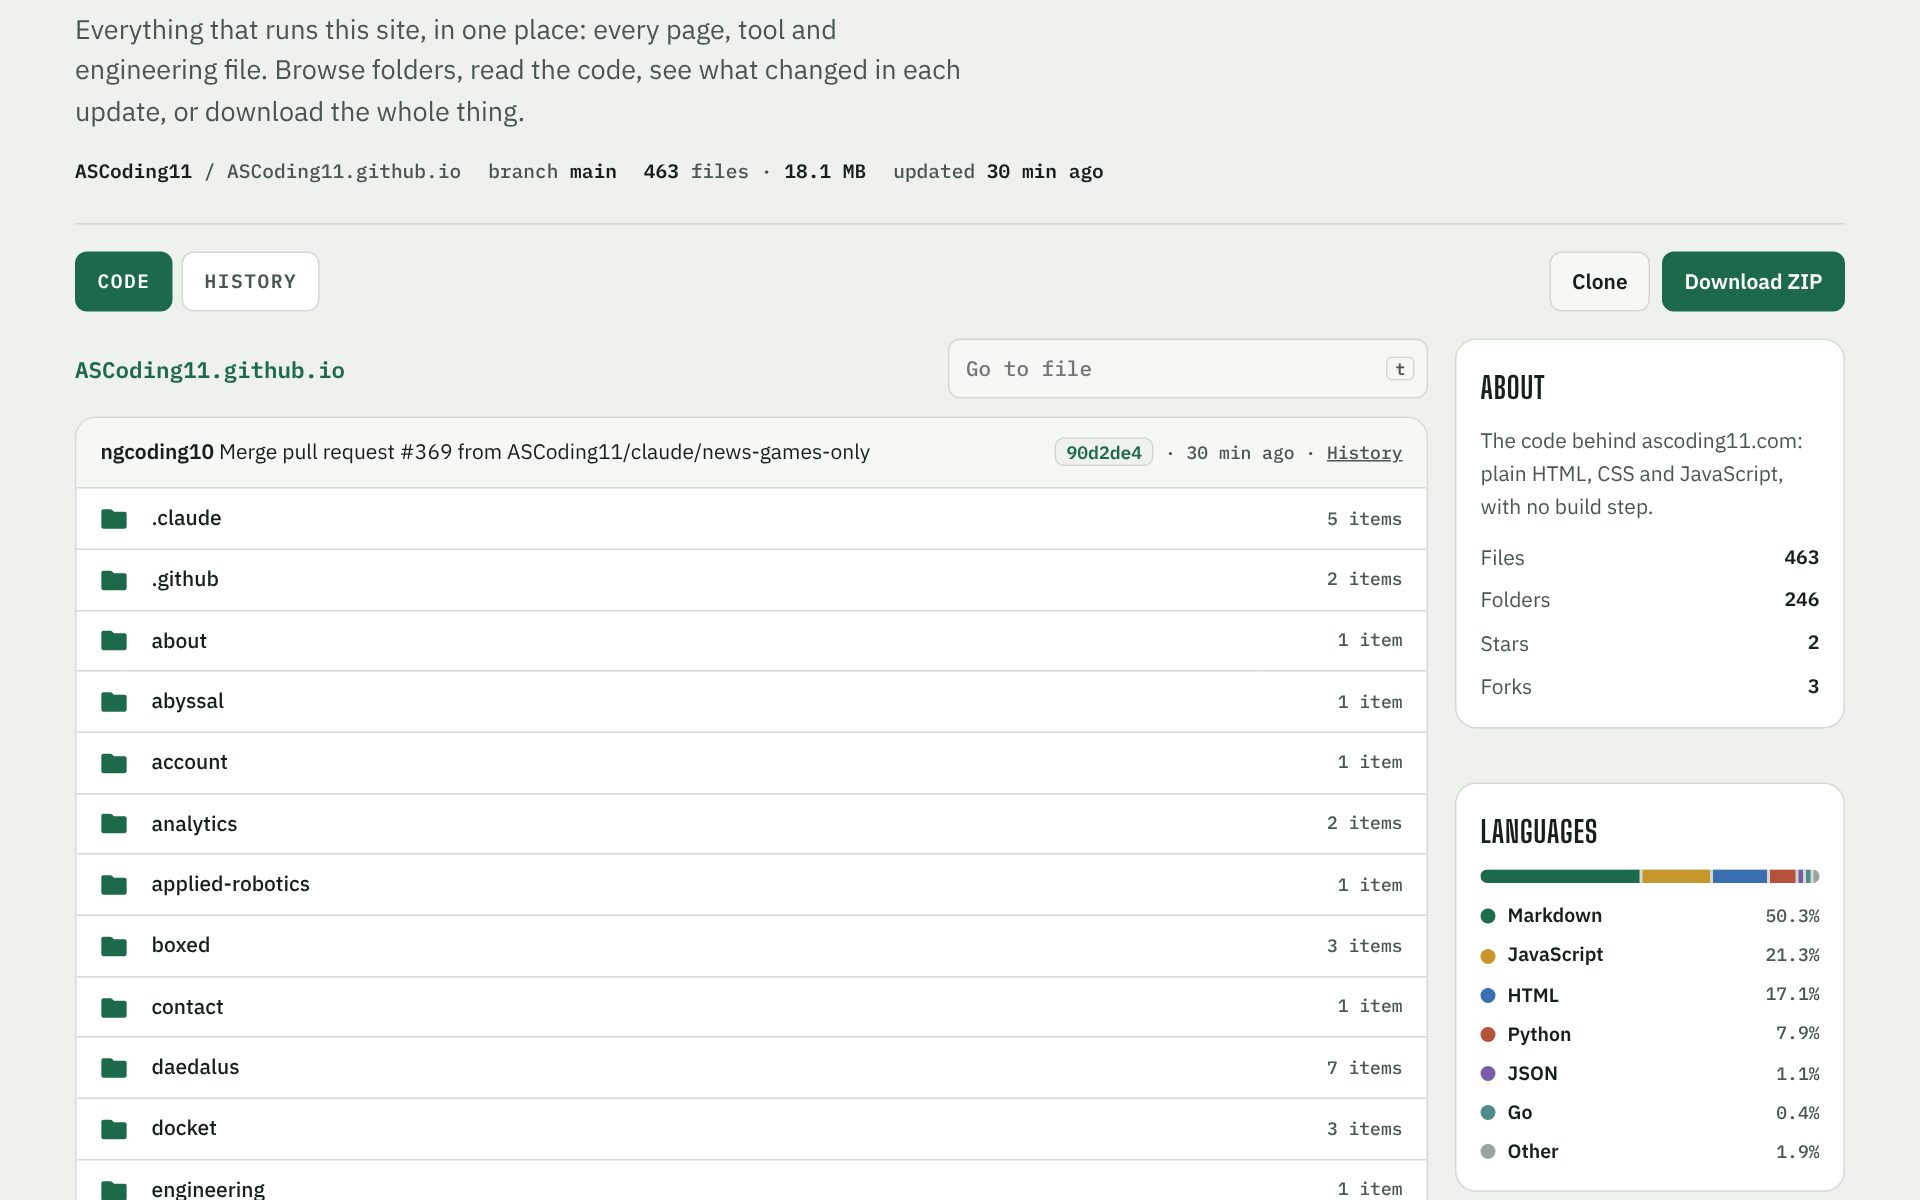 Everything that runs this site, in one place: every page, tool and
engineering file. Browse folders, read the code, see what changed in each
update, or download the whole thing.
ASCoding11 / ASCoding11.github.io branch main 463 files · 18.1 MB updated 30 min ago
CODE HISTORY Clone Download ZIP
ASCoding11.github.io Go to file t
ngcoding10 Merge pull request #369 from ASCoding11/claude/news-games-only 90d2de4 · 30 min ago · History
.claude 5 items
.github 2 items
about 1 item
abyssal 1 item
account 1 item
analytics 2 items
applied-robotics 1 item
boxed 3 items
contact 1 item
daedalus 7 items
docket 3 items
engineering 1 item
ABOUT
The code behind ascoding11.com:
plain HTML, CSS and JavaScript,
with no build step.
Files 463
Folders 246
Stars 2
Forks 3
LANGUAGES
Markdown 50.3%
JavaScript 21.3%
HTML 17.1%
Python 7.9%
JSON 1.1%
Go 0.4%
Other 1.9%